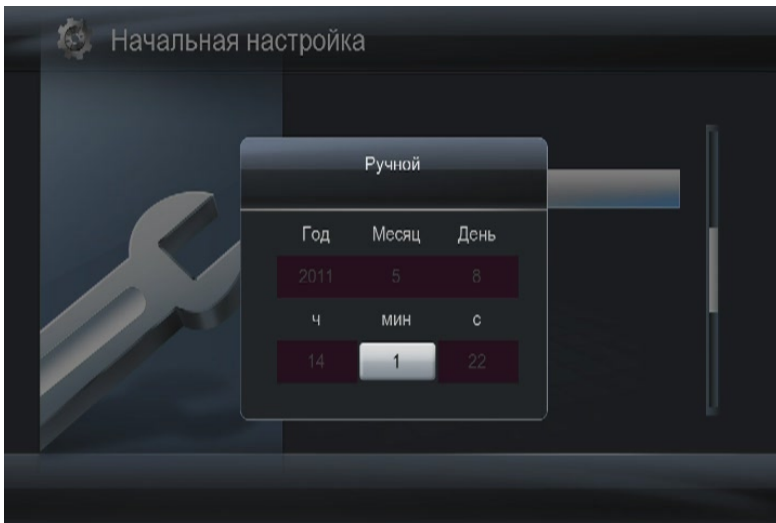 Начальная настройка
Ручной
Год Месяц День
2011 5 8
ч мин с
14 1 22